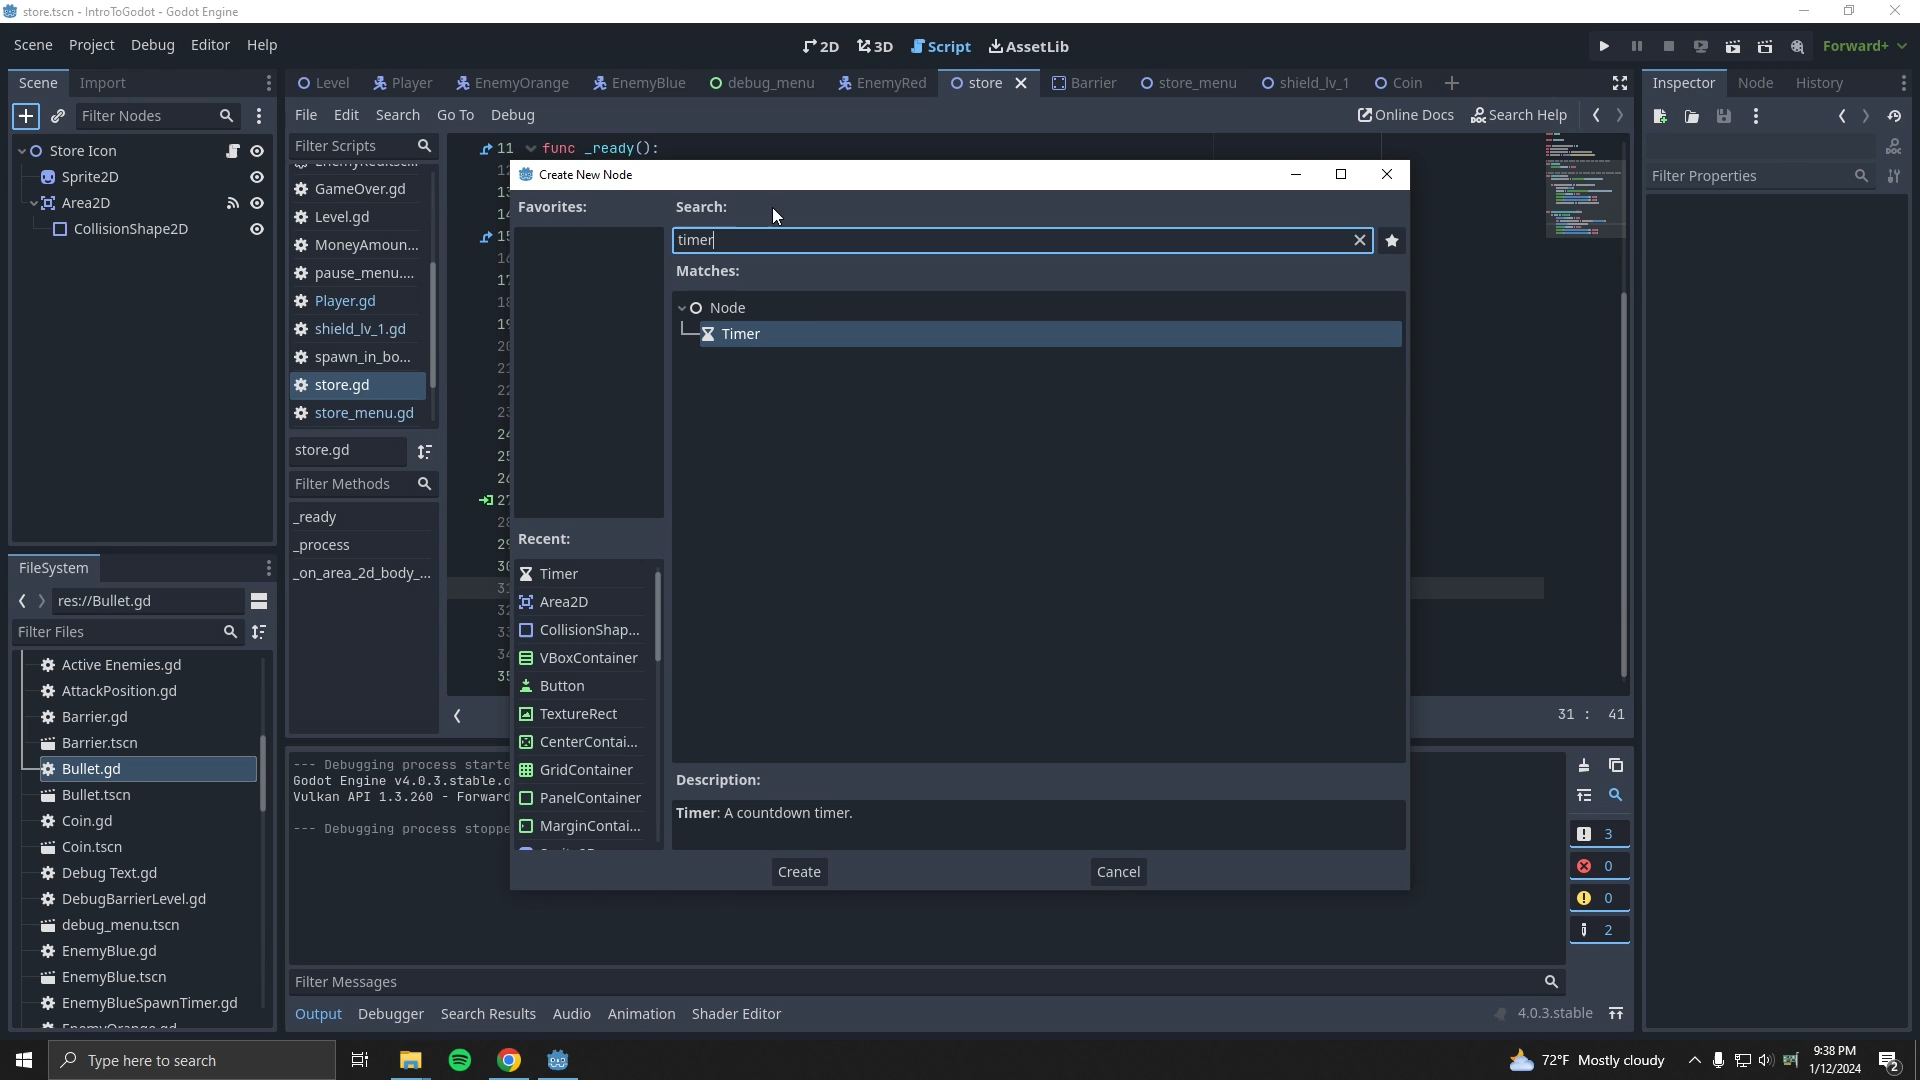 store.tscn - IntroToGodot - Godot Engine
Scene Project Debug Editor Help
2D 3D Script AssetLib
Forward+
Scene Import
Level Player EnemyOrange EnemyBlue debug_menu EnemyRed store Barrier store_menu shield_lv_1 Coin
Inspector Node History
Filter Nodes
File Edit Search Go To Debug
Online Docs Search Help
Store Icon
Sprite2D
Area2D
CollisionShape2D
Filter Scripts
GameOver.gd
Level.gd
MoneyAmoun...
pause_menu....
Player.gd
shield_lv_1.gd
spawn_in_bo...
store.gd
store_menu.gd
store.gd
Filter Methods
_ready
_process
_on_area_2d_body_...
11 func _ready():
Filter Properties
Create New Node
Favorites:
Search:
timer
Matches:
Node
Timer
Recent:
Timer
Area2D
CollisionShap...
VBoxContainer
Button
TextureRect
CenterContai...
GridContainer
PanelContainer
MarginContai...
Description:
Timer: A countdown timer.
Create Cancel
31 : 41
FileSystem
res://Bullet.gd
Filter Files
Active Enemies.gd
AttackPosition.gd
Barrier.gd
Barrier.tscn
Bullet.gd
Bullet.tscn
Coin.gd
Coin.tscn
Debug Text.gd
DebugBarrierLevel.gd
debug_menu.tscn
EnemyBlue.gd
EnemyBlue.tscn
EnemyBlueSpawnTimer.gd
--- Debugging process starte
Godot Engine v4.0.3.stable.o
Vulkan API 1.3.260 - Forward
--- Debugging process stoppe
3
0
0
2
Filter Messages
Output Debugger Search Results Audio Animation Shader Editor
4.0.3.stable
Type here to search
72°F Mostly cloudy
9:38 PM
1/12/2024
2